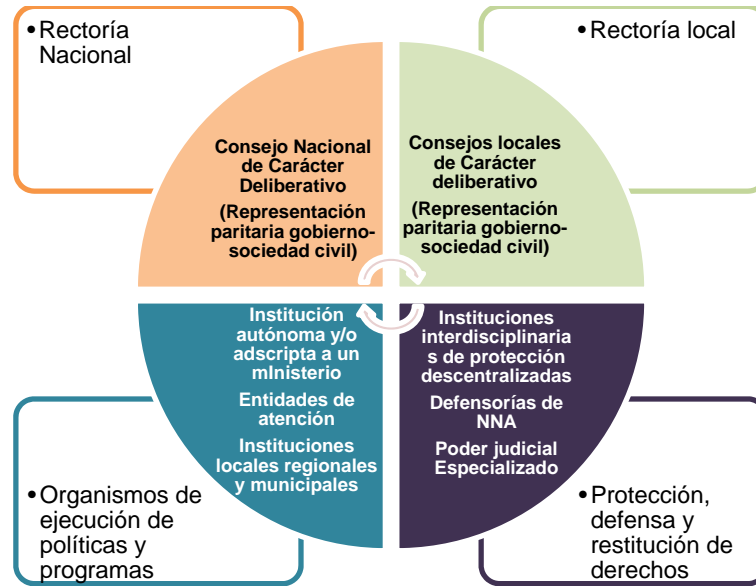 •Rectoría
Nacional
•Rectoría local
Consejo Nacional
de Carácter
Deliberativo
(Representación
paritaria gobierno-
sociedad civil)
Consejos locales
de Carácter
deliberativo
(Representación
paritaria gobierno-
sociedad civil)
Institución
autónoma y/o
adscripta a un
mInisterio
Entidades de
atención
Instituciones
locales regionales
y municipales
Instituciones
interdisciplinaria
s de protección
descentralizadas
Defensorías de
NNA
Poder judicial
Especializado
•Organismos de
ejecución de
políticas y
programas
•Protección,
defensa y
restitución de
derechos